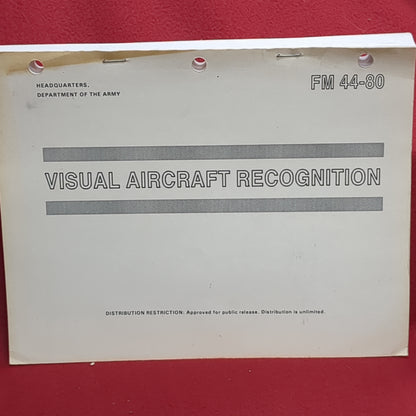 HEADQUARTERS,
DEPARTMENT OF THE ARMY
FM 44-80
VISUAL AIRCRAFT RECOGNITION
DISTRIBUTION RESTRICTION: Approved for public release. Distribution is unlimited.